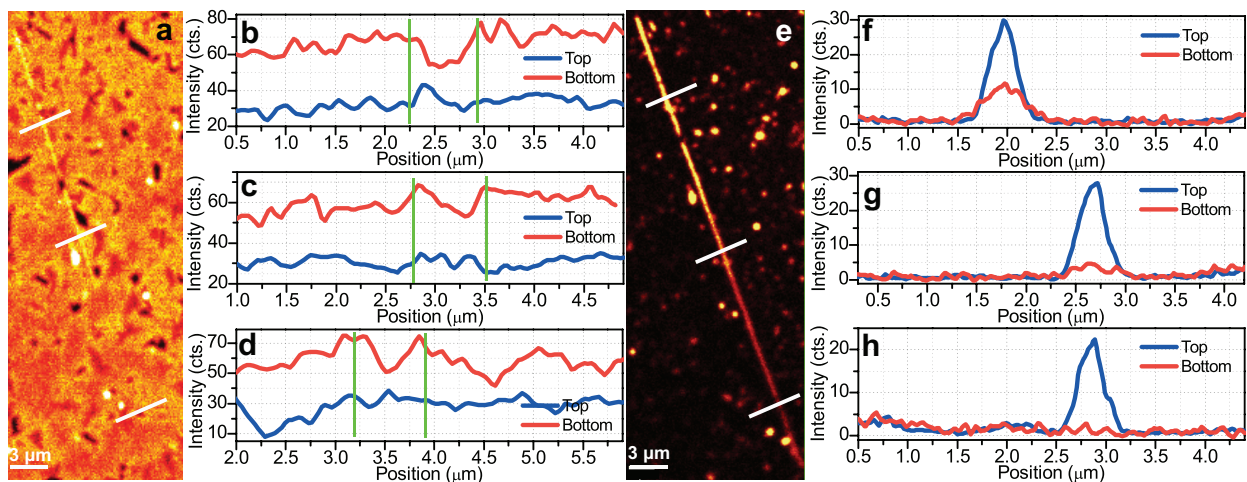 a
3 µm
b
Intensity (cts.)
80
60
40
20
Top
Bottom
0.5 1.0 1.5 2.0 2.5 3.0 3.5 4.0
Position (µm)
c
Intensity (cts.)
60
40
20
Top
Bottom
1.0 1.5 2.0 2.5 3.0 3.5 4.0 4.5 5.0 5.5
Position (µm)
d
Intensity (cts.)
70
50
30
10
Top
Bottom
2.0 2.5 3.0 3.5 4.0 4.5 5.0 5.5
Position (µm)
e
3 µm
f
Intensity (cts.)
30
20
10
0
Top
Bottom
0.5 1.0 1.5 2.0 2.5 3.0 3.5 4.0
Position (µm)
g
Intensity (cts.)
30
20
10
0
Top
Bottom
0.5 1.0 1.5 2.0 2.5 3.0 3.5 4.0
Position (µm)
h
Intensity (cts.)
20
10
0
Top
Bottom
0.5 1.0 1.5 2.0 2.5 3.0 3.5 4.0
Position (µm)